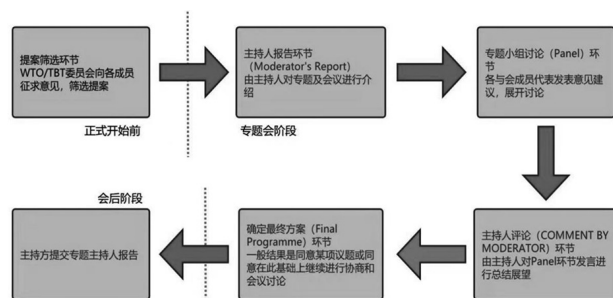 提案筛选环节
WTO/TBT委员会向各成员
征求意见，筛选提案
正式开始前
主持人报告环节
（Moderator's Report）
由主持人对专题及会议进行介
绍
专题会阶段
专题小组讨论（Panel）环
节
各与会成员代表发表意见建
议，展开讨论
主持人评论（COMMENT BY
MODERATOR）环节
由主持人对Panel环节发言进
行总结展望
确定最终方案（Final
Programme）环节
一般结果是同意某项议题或同
意在此基础上继续进行协商和
会议讨论
会后阶段
主持方提交专题主持人报告